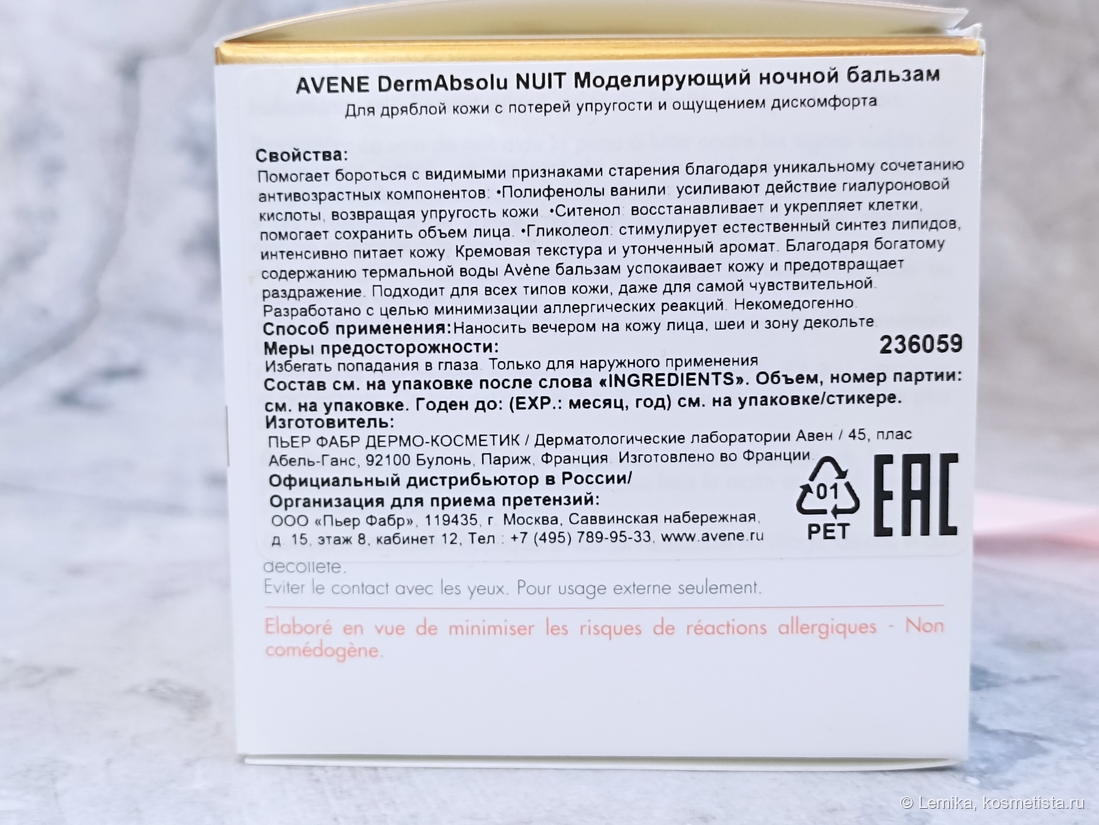 AVENE DermAbsolu NUIT Моделирующий ночной бальзам
Для дряблой кожи с потерей упругости и ощущением дискомфорта
Свойства:
Помогает бороться с видимыми признаками старения благодаря уникальному сочетанию
антивозрастных компонентов: •Полифенолы ванили: усиливают действие гиалуроновой
кислоты, возвращая упругость кожи. •Ситенол: восстанавливает и укрепляет клетки,
помогает сохранить объем лица. •Гликолеол: стимулирует естественный синтез липидов,
интенсивно питает кожу. Кремовая текстура и утонченный аромат. Благодаря богатому
содержанию термальной воды Avène бальзам успокаивает кожу и предотвращает
раздражение. Подходит для всех типов кожи, даже для самой чувствительной.
Разработано с целью минимизации аллергических реакций. Некомедогенно.
Способ применения: Наносить вечером на кожу лица, шеи и зону декольте.
Меры предосторожности:
236059
Избегать попадания в глаза. Только для наружного применения
Состав см. на упаковке после слова «INGREDIENTS». Объем, номер партии:
см. на упаковке. Годен до: (EXP.: месяц, год) см. на упаковке/стикере.
Изготовитель:
ПЬЕР ФАБР ДЕРМО-КОСМЕТИК / Дерматологические лаборатории Авен / 45, плас
Абель-Ганс, 92100 Булонь, Париж, Франция. Изготовлено во Франции.
Официальный дистрибьютор в России/
Организация для приема претензий:
ООО «Пьер Фабр», 119435, г. Москва, Саввинская набережная,
д. 15, этаж 8, кабинет 12, Тел.: +7 (495) 789-95-33, www.avene.ru
01
PET
EAC
décolleté.
Eviter le contact avec les yeux. Pour usage externe seulement.
Elaboré en vue de minimiser les risques de réactions allergiques - Non
comédogène.
© Lemika, kosmetista.ru